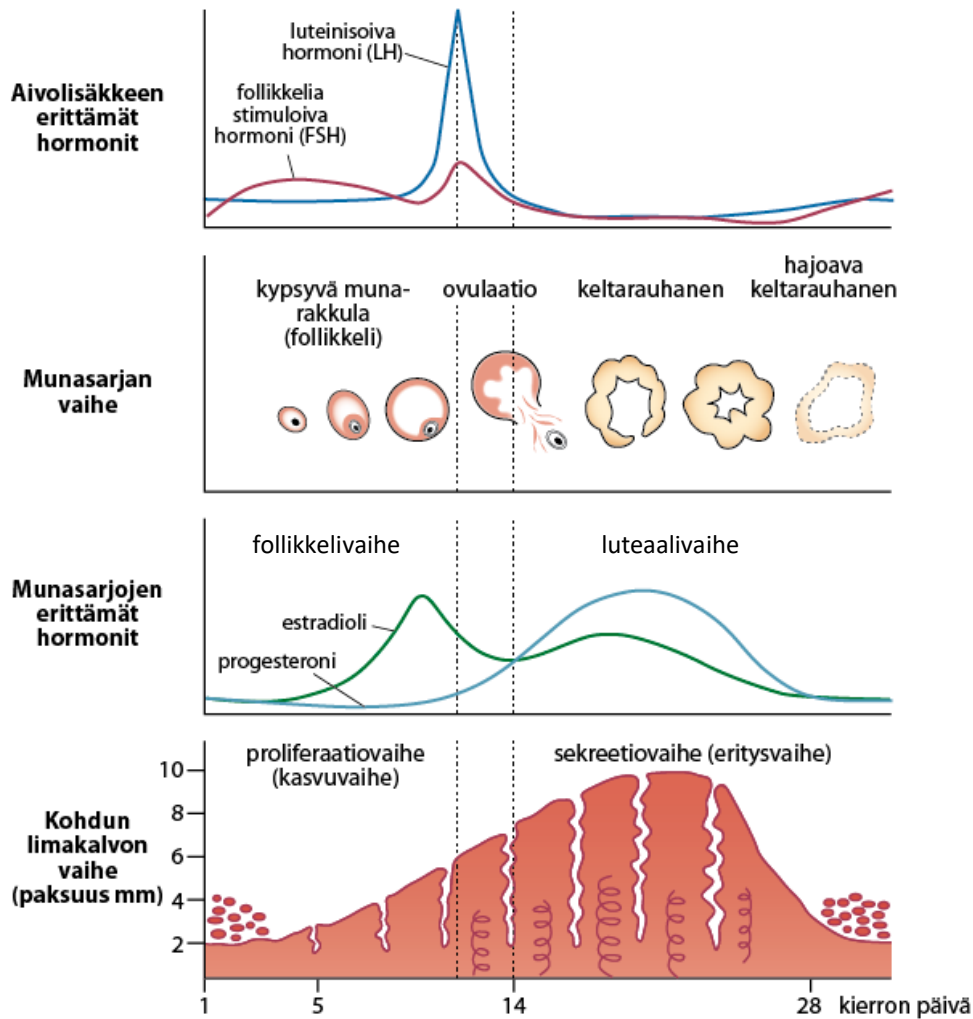 Aivolisäkkeen
erittämät
hormonit
luteinisoiva
hormoni (LH)
follikkelia
stimuloiva
hormoni (FSH)
Munasarjan
vaihe
kypsyvä muna-
rakkula
(follikkeli)
ovulaatio
keltarauhanen
hajoava
keltarauhanen
Munasarjojen
erittämät
hormonit
follikkelivaihe
luteaalivaihe
estradioli
progesteroni
Kohdun
limakalvon
vaihe
(paksuus mm)
proliferaatiovaihe
(kasvuvaihe)
sekreetiovaihe (eritysvaihe)
10
8
6
4
2
1 5 14 28 kierron päivä